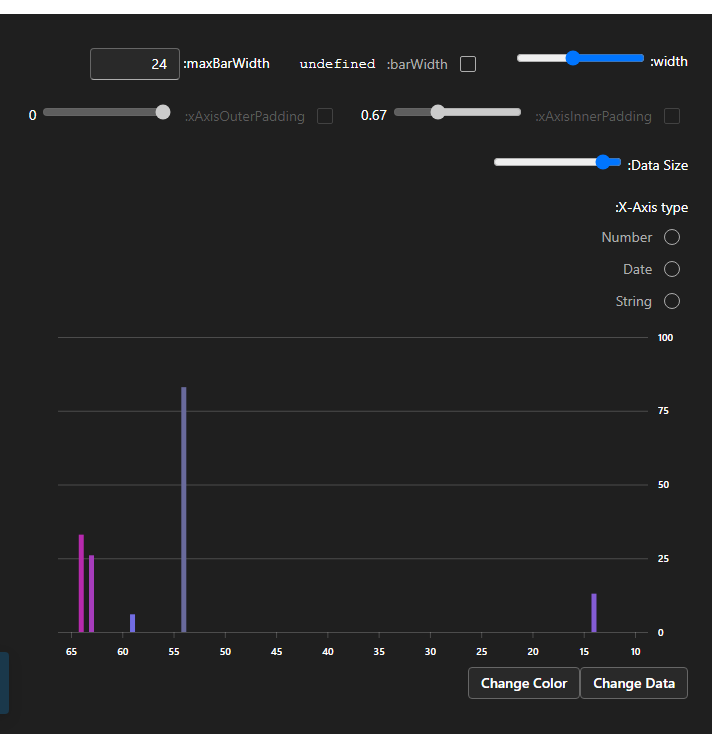 width:
barWidth: undefined
maxBarWidth: 24
xAxisInnerPadding: 0.67
xAxisOuterPadding: 0
Data Size:
X-Axis type:
Number
Date
String
100
75
50
25
0
65 60 55 50 45 40 35 30 25 20 15 10
Change Color Change Data